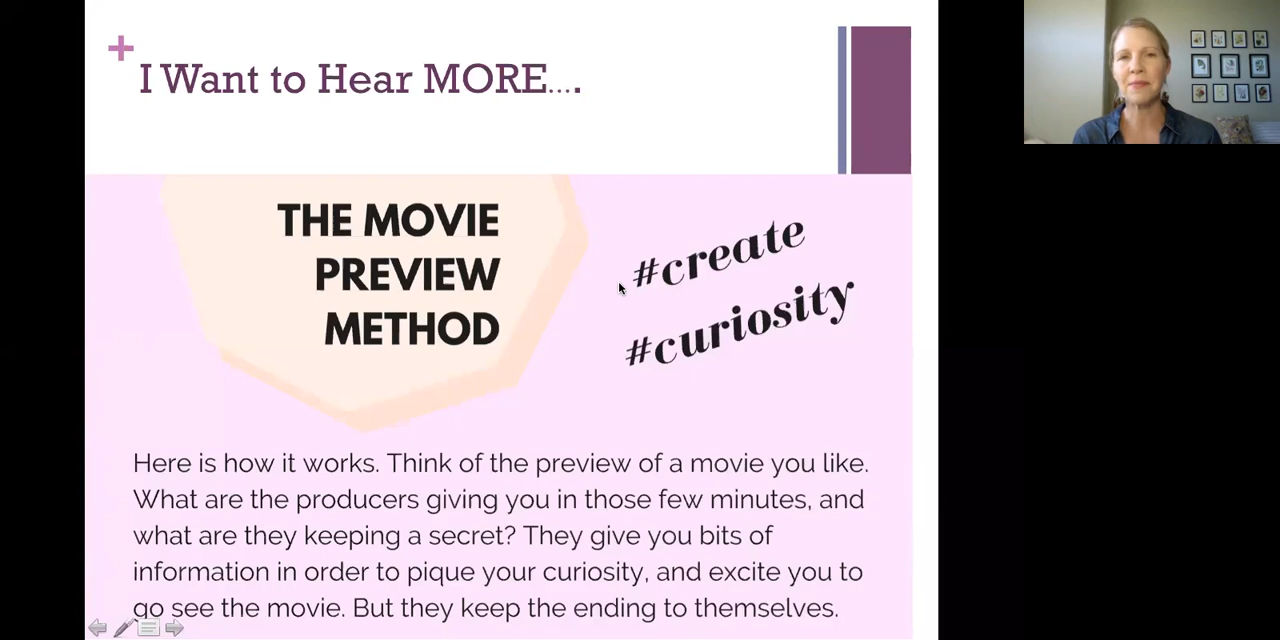 +
I Want to Hear MORE....
THE MOVIE
PREVIEW
METHOD
#create
#curiosity
Here is how it works. Think of the preview of a movie you like.
What are the producers giving you in those few minutes, and
what are they keeping a secret? They give you bits of
information in order to pique your curiosity, and excite you to
go see the movie. But they keep the ending to themselves.